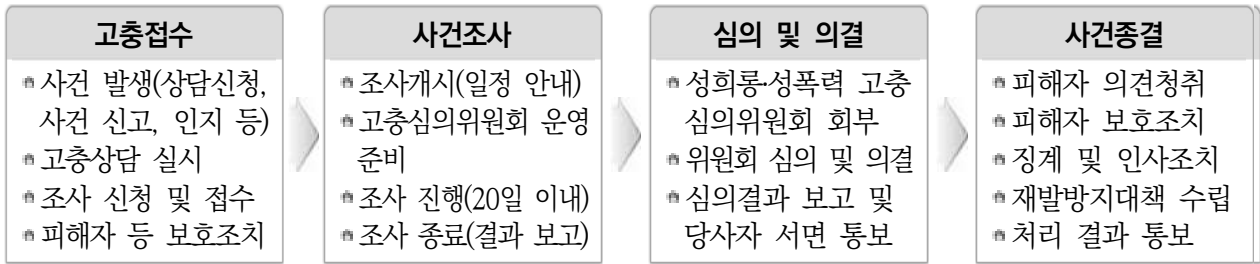 고충접수
사건 발생(상담신청,
사건 신고, 인지 등)
고충상담 실시
조사 신청 및 접수
피해자 등 보호조치
사건조사
조사개시(일정 안내)
고충심의위원회 운영
준비
조사 진행(20일 이내)
조사 종료(결과 보고)
심의 및 의결
성희롱·성폭력 고충
심의위원회 회부
위원회 심의 및 의결
심의결과 보고 및
당사자 서면 통보
사건종결
피해자 의견청취
피해자 보호조치
징계 및 인사조치
재발방지대책 수립
처리 결과 통보